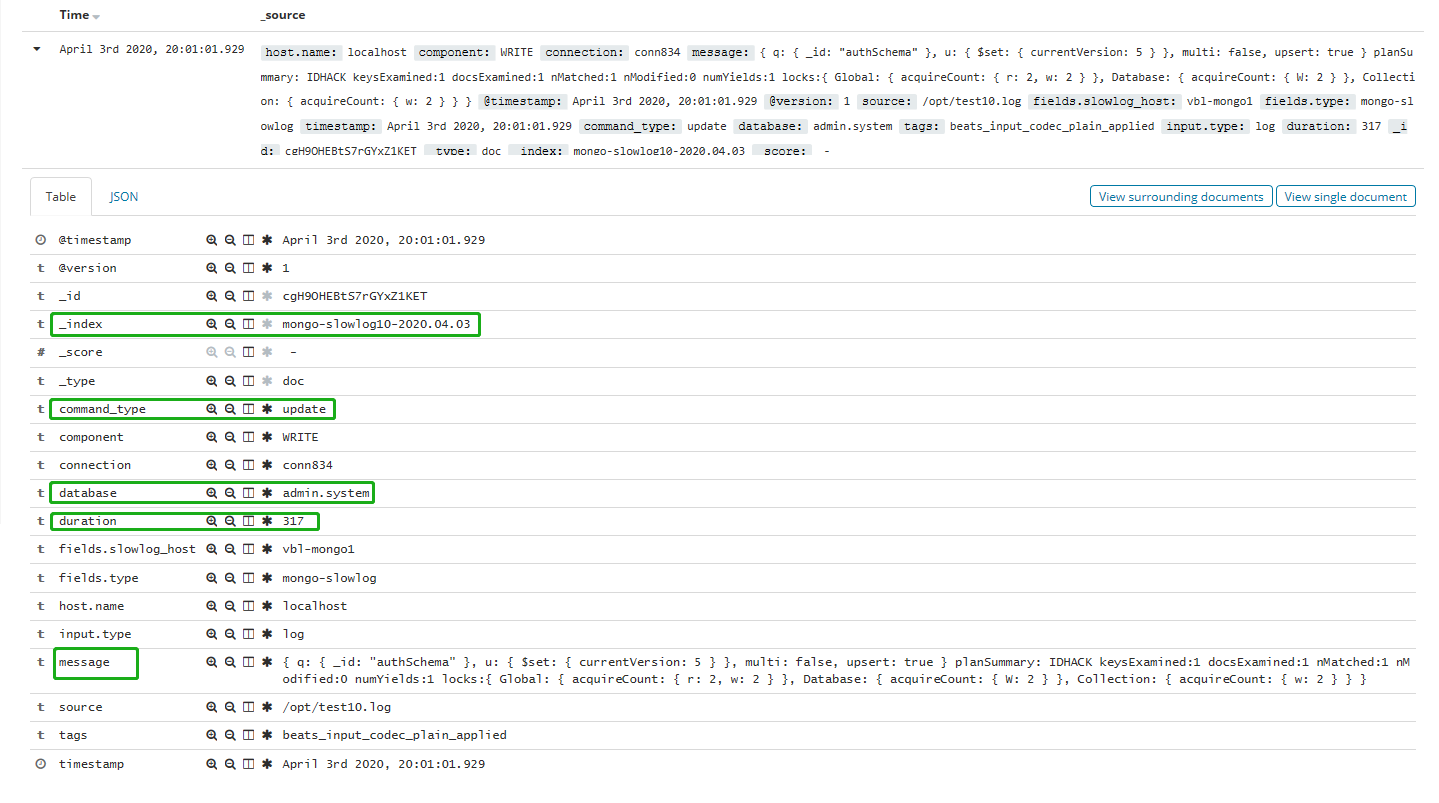 Time _source
April 3rd 2020, 20:01:01.929 host.name: localhost component: WRITE connection: conn834 message: { q: { _id: "authSchema" }, u: { $set: { currentVersion: 5 } }, multi: false, upsert: true } planSu
mmary: IDHACK keysExamined:1 docsExamined:1 nMatched:1 nModified:0 numYields:1 locks:{ Global: { acquireCount: { r: 2, w: 2 } }, Database: { acquireCount: { W: 2 } }, Collecti
on: { acquireCount: { w: 2 } } } @timestamp: April 3rd 2020, 20:01:01.929 @version: 1 source: /opt/test10.log fields.slowlog_host: vbl-mongo1 fields.type: mongo-sl
owlog timestamp: April 3rd 2020, 20:01:01.929 command_type: update database: admin.system tags: beats_input_codec_plain_applied input.type: log duration: 317 _i
d: cgH9OHEBtS7rGYxZ1KET _type: doc _index: mongo-slowlog10-2020.04.03 _score: -
Table JSON View surrounding documents View single document
@timestamp April 3rd 2020, 20:01:01.929
t @version 1
t _id cgH9OHEBtS7rGYxZ1KET
t _index mongo-slowlog10-2020.04.03
# _score -
t _type doc
t command_type update
t component WRITE
t connection conn834
t database admin.system
t duration 317
t fields.slowlog_host vbl-mongo1
t fields.type mongo-slowlog
t host.name localhost
t input.type log
t message { q: { _id: "authSchema" }, u: { $set: { currentVersion: 5 } }, multi: false, upsert: true } planSummary: IDHACK keysExamined:1 docsExamined:1 nMatched:1 nM
odified:0 numYields:1 locks:{ Global: { acquireCount: { r: 2, w: 2 } }, Database: { acquireCount: { W: 2 } }, Collection: { acquireCount: { w: 2 } } }
t source /opt/test10.log
t tags beats_input_codec_plain_applied
timestamp April 3rd 2020, 20:01:01.929